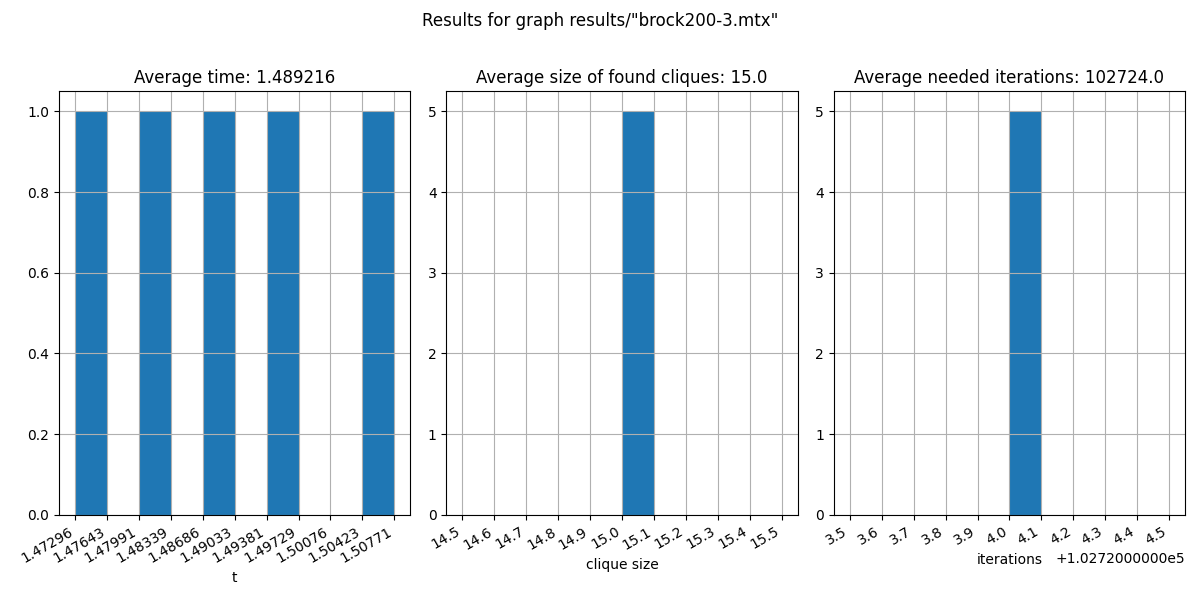 Results for graph results/"brock200-3.mtx"
Average time: 1.489216
1.0
0.8
0.6
0.4
0.2
0.0
1.47296 1.47643 1.47991 1.48339 1.48686 1.49033 1.49381 1.49729 1.50076 1.50423 1.50771
t
Average size of found cliques: 15.0
5
4
3
2
1
0
14.5 14.6 14.7 14.8 14.9 15.0 15.1 15.2 15.3 15.4 15.5
clique size
Average needed iterations: 102724.0
5
4
3
2
1
0
3.5 3.6 3.7 3.8 3.9 4.0 4.1 4.2 4.3 4.4 4.5
iterations +1.0272000000e5